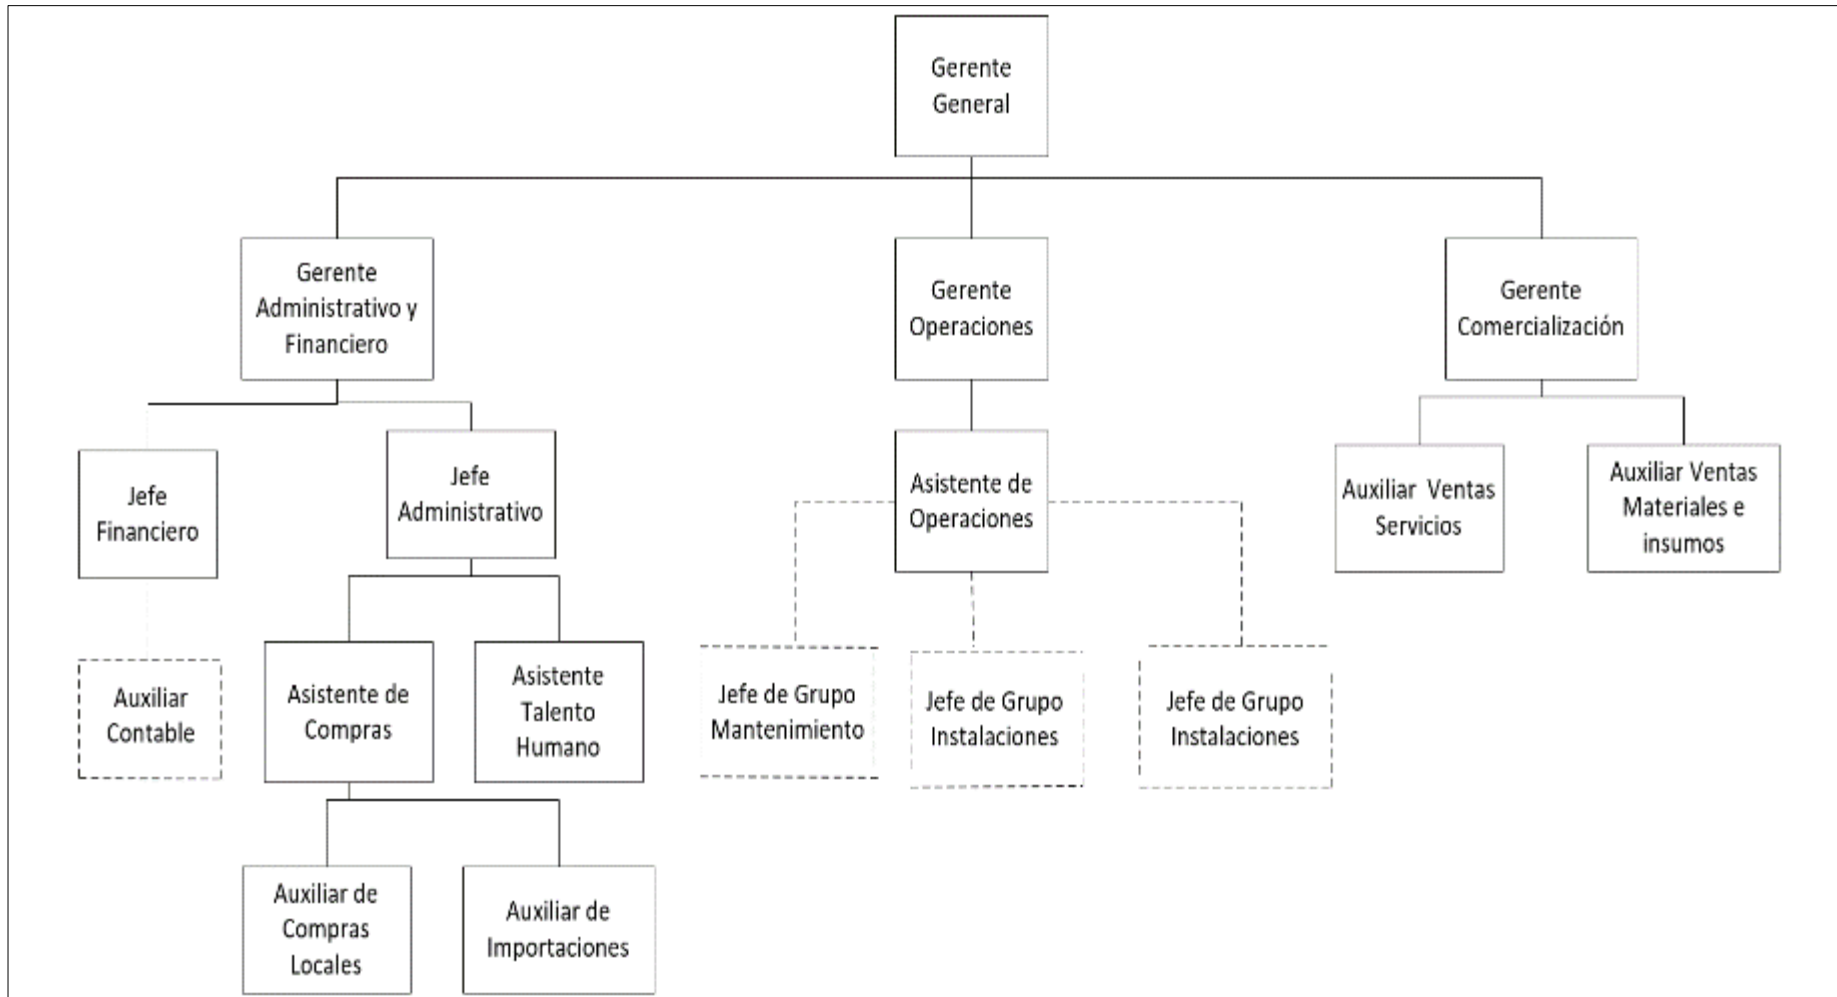 Gerente
General
Gerente
Administrativo y
Financiero
Gerente
Operaciones
Gerente
Comercialización
Jefe
Financiero
Jefe
Administrativo
Asistente de
Operaciones
Auxiliar Ventas
Servicios
Auxiliar Ventas
Materiales e
insumos
Auxiliar
Contable
Asistente de
Compras
Asistente
Talento
Humano
Jefe de Grupo
Mantenimiento
Jefe de Grupo
Instalaciones
Jefe de Grupo
Instalaciones
Auxiliar de
Compras
Locales
Auxiliar de
Importaciones